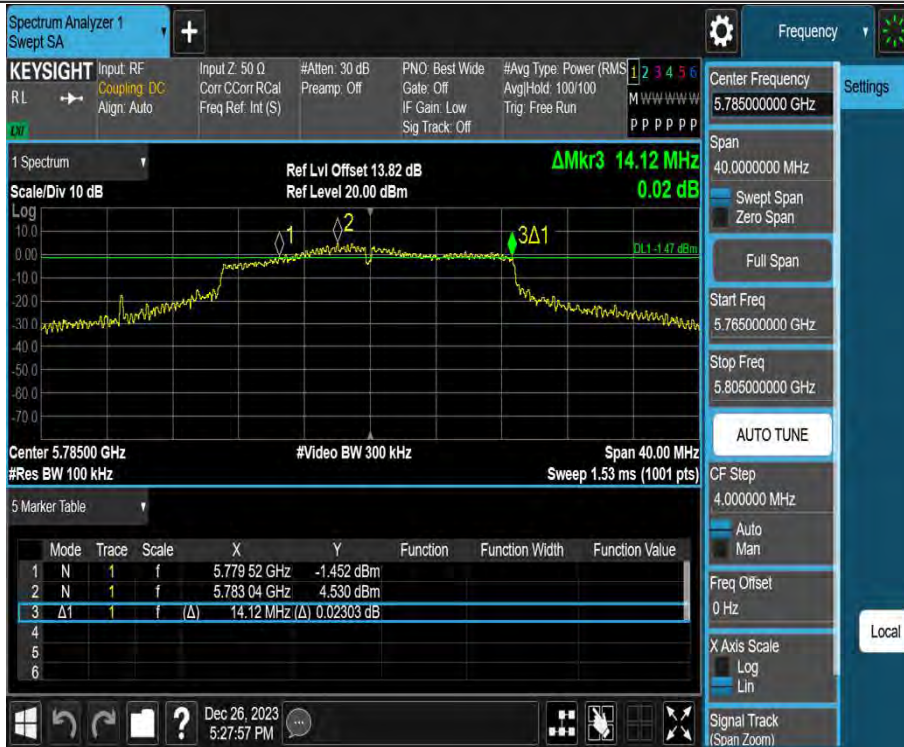 Spectrum Analyzer 1
Swept SA
+
Frequency
KEYSIGHT
RL
LXI
Input: RF
Coupling: DC
Align: Auto
Input Z: 50 Ω
Corr CCorr RCal
Freq Ref: Int (S)
#Atten: 30 dB
Preamp: Off
PNO: Best Wide
Gate: Off
IF Gain: Low
Sig Track: Off
#Avg Type: Power (RMS
Avg|Hold: 100/100
Trig: Free Run
1 2 3 4 5 6
M W W W W W
P P P P P P
1 Spectrum
Scale/Div 10 dB
Ref Lvl Offset 13.82 dB
Ref Level 20.00 dBm
ΔMkr3 14.12 MHz
0.02 dB
Log
10.0
0.00
-10.0
-20.0
-30.0
-40.0
-50.0
-60.0
-70.0
1
2
3Δ1
DL1 -1.47 dBm
Center 5.78500 GHz
#Video BW 300 kHz
Span 40.00 MHz
#Res BW 100 kHz
Sweep 1.53 ms (1001 pts)
5 Marker Table
Mode Trace Scale X Y Function Function Width Function Value
1 N 1 f 5.779 52 GHz -1.452 dBm
2 N 1 f 5.783 04 GHz 4.530 dBm
3 Δ1 1 f (Δ) 14.12 MHz (Δ) 0.02303 dB
4
5
6
?
Dec 26, 2023
5:27:57 PM
Center Frequency
5.785000000 GHz
Span
40.0000000 MHz
Swept Span
Zero Span
Full Span
Start Freq
5.765000000 GHz
Stop Freq
5.805000000 GHz
AUTO TUNE
CF Step
4.000000 MHz
Auto
Man
Freq Offset
0 Hz
X Axis Scale
Log
Lin
Signal Track
(Span Zoom)
Settings
Local